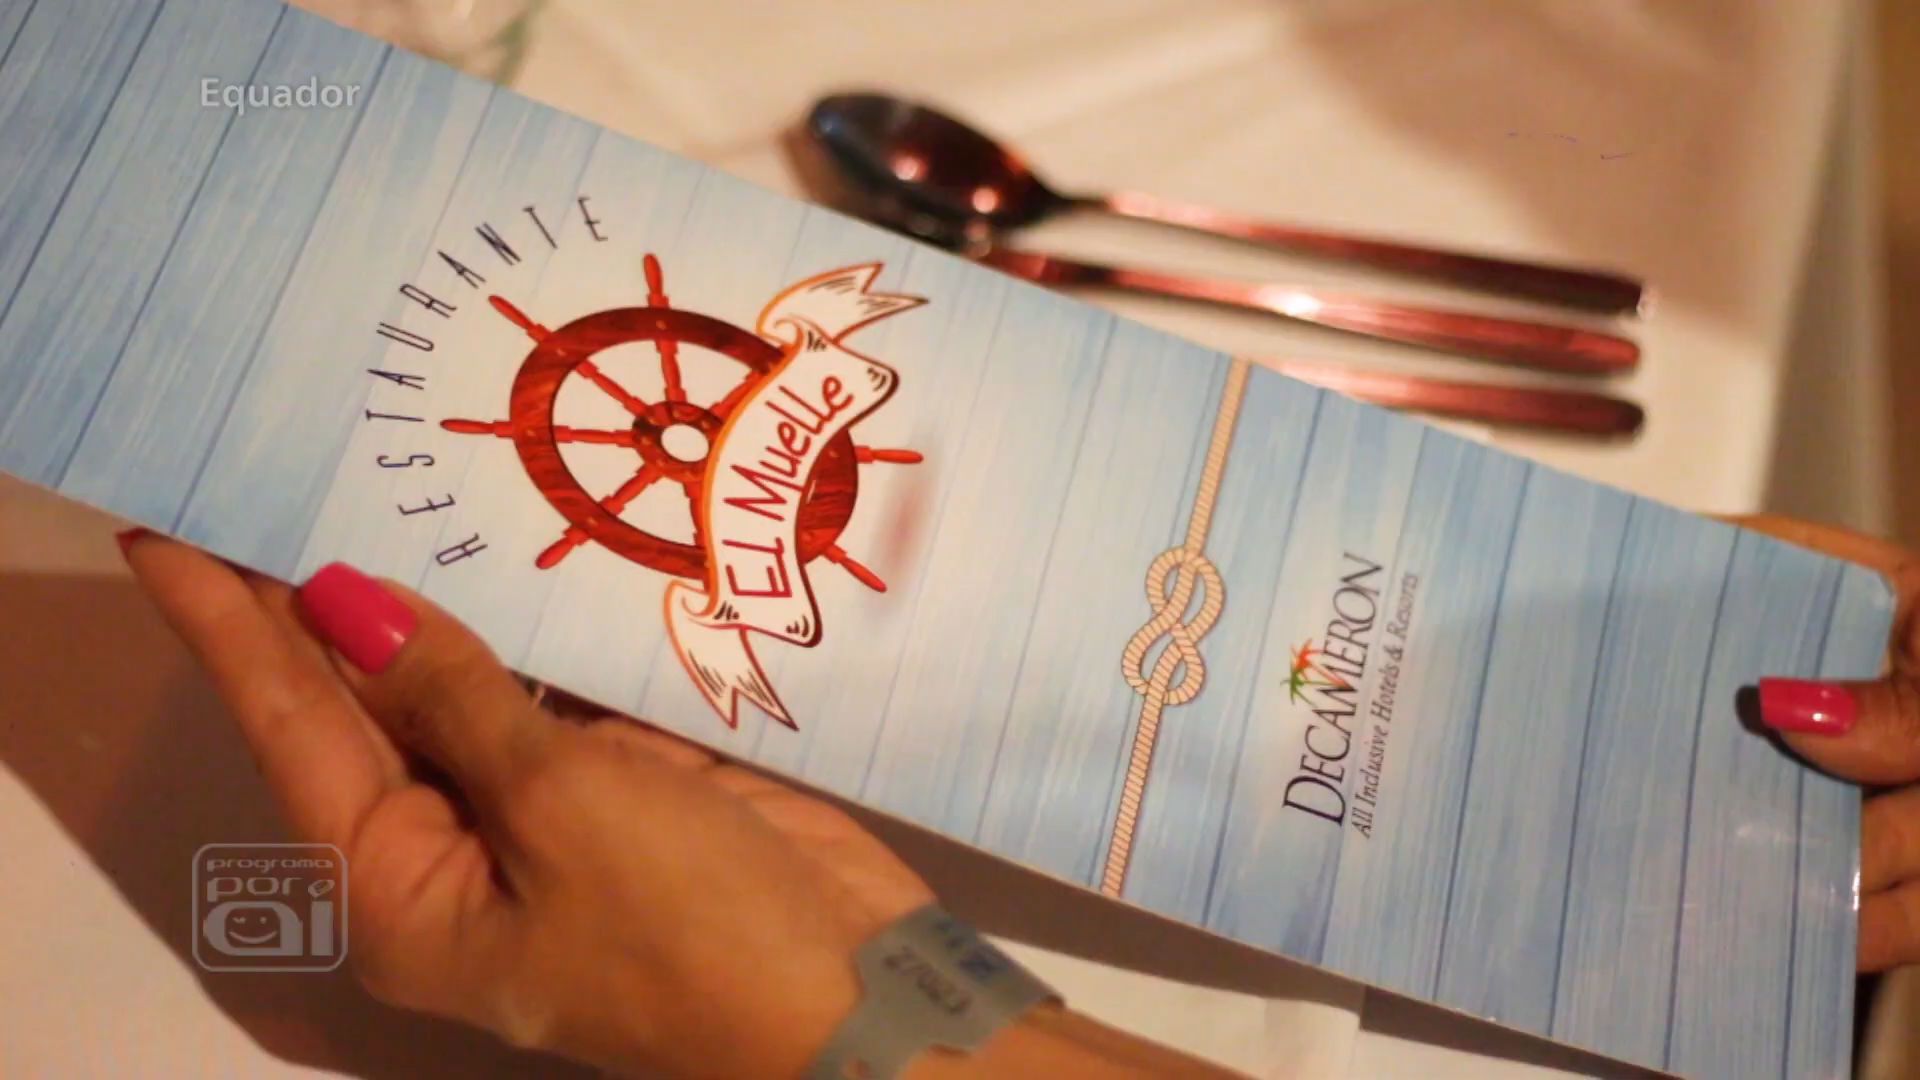 Equador
RESTAURANTE
El Muelle
DECAMERON
All Inclusive Hotels & Resorts
programa
por
ai